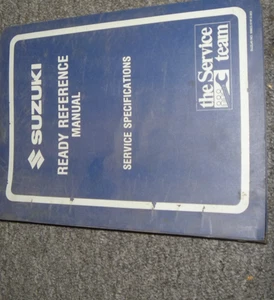 SUZUKI
READY REFERENCE
MANUAL
SERVICE SPECIFICATIONS
the Service
team